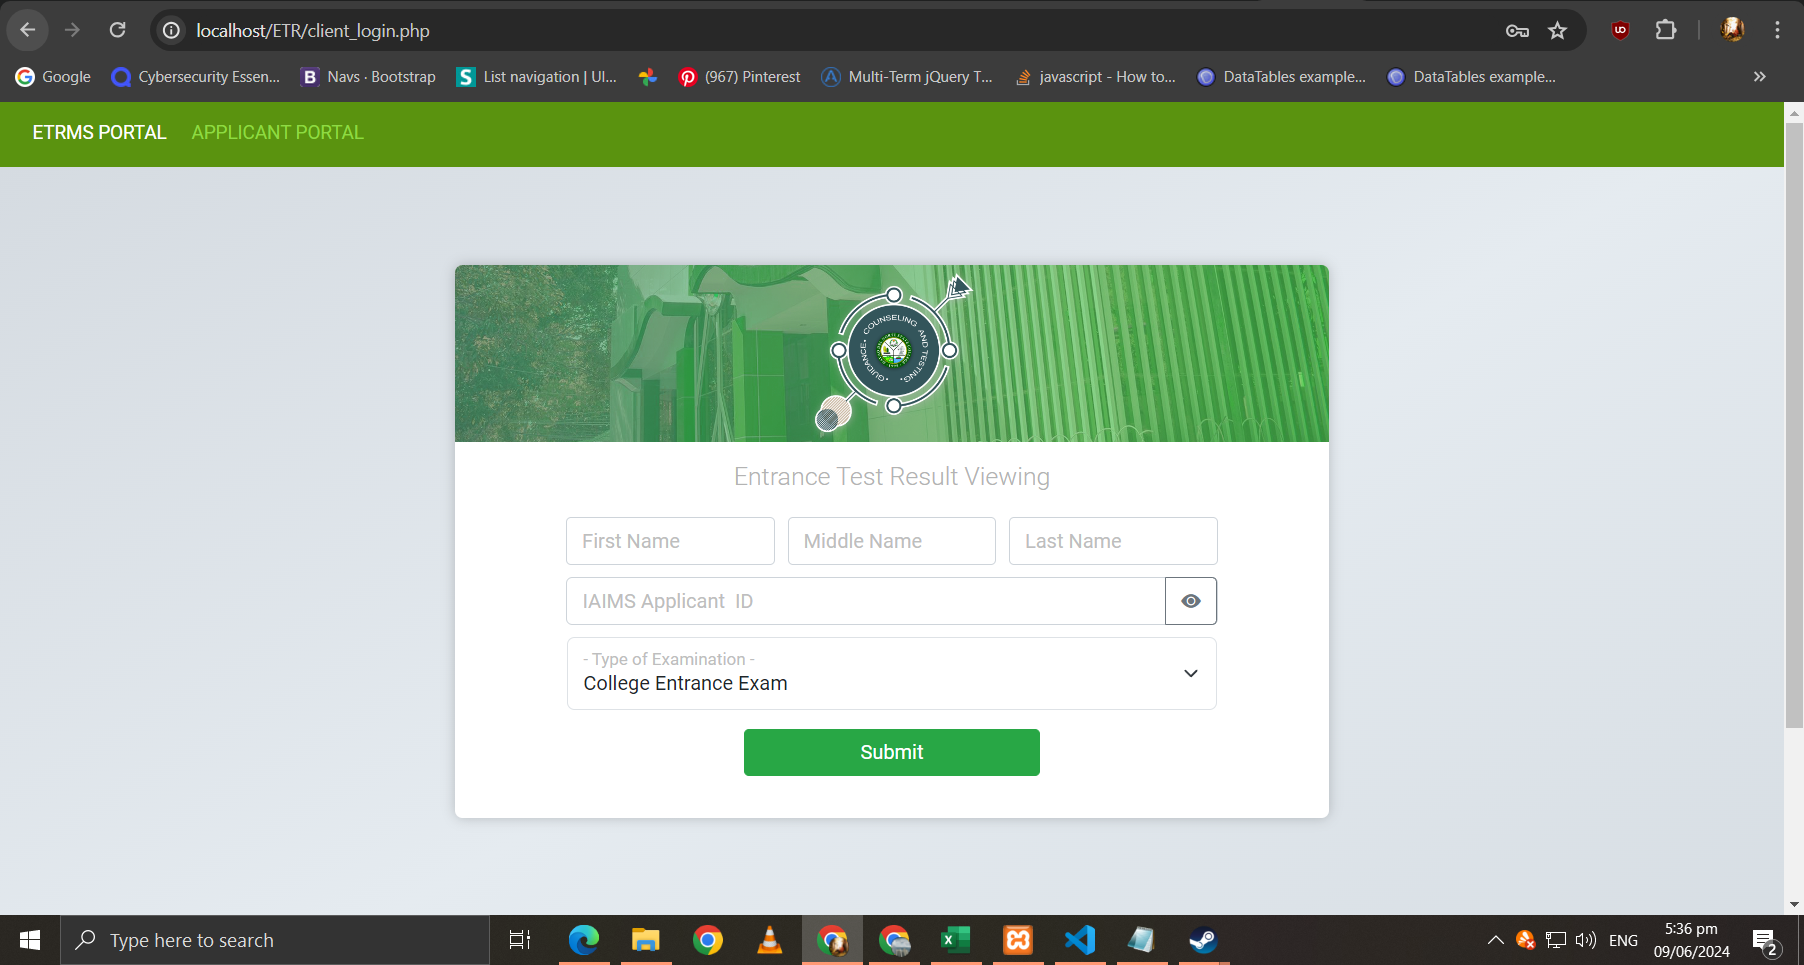 localhost/ETR/client_login.php
Google
Cybersecurity Essen...
B
Navs · Bootstrap
S
List navigation | UI...
(967) Pinterest
Multi-Term jQuery T...
javascript - How to...
DataTables example...
DataTables example...
ETRMS PORTAL
APPLICANT PORTAL
GUIDANCE • COUNSELING AND TESTING •
Entrance Test Result Viewing
First Name
Middle Name
Last Name
IAIMS Applicant  ID
- Type of Examination -
College Entrance Exam
Submit
Type here to search
ENG
5:36 pm
09/06/2024
2